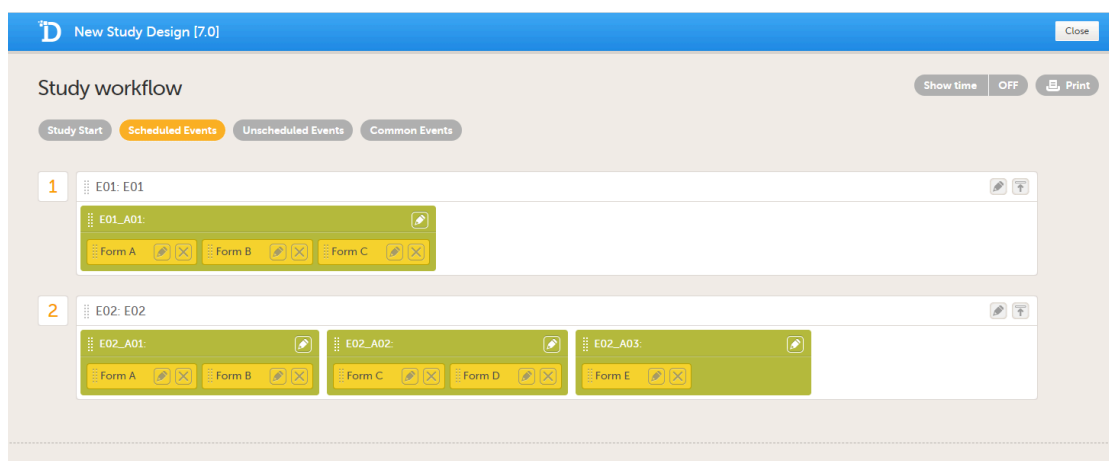 New Study Design [7.0]
Close
Study workflow
Show time OFF Print
Study Start Scheduled Events Unscheduled Events Common Events
1 E01: E01
E01_A01:
Form A Form B Form C
2 E02: E02
E02_A01: E02_A02: E02_A03:
Form A Form B Form C Form D Form E